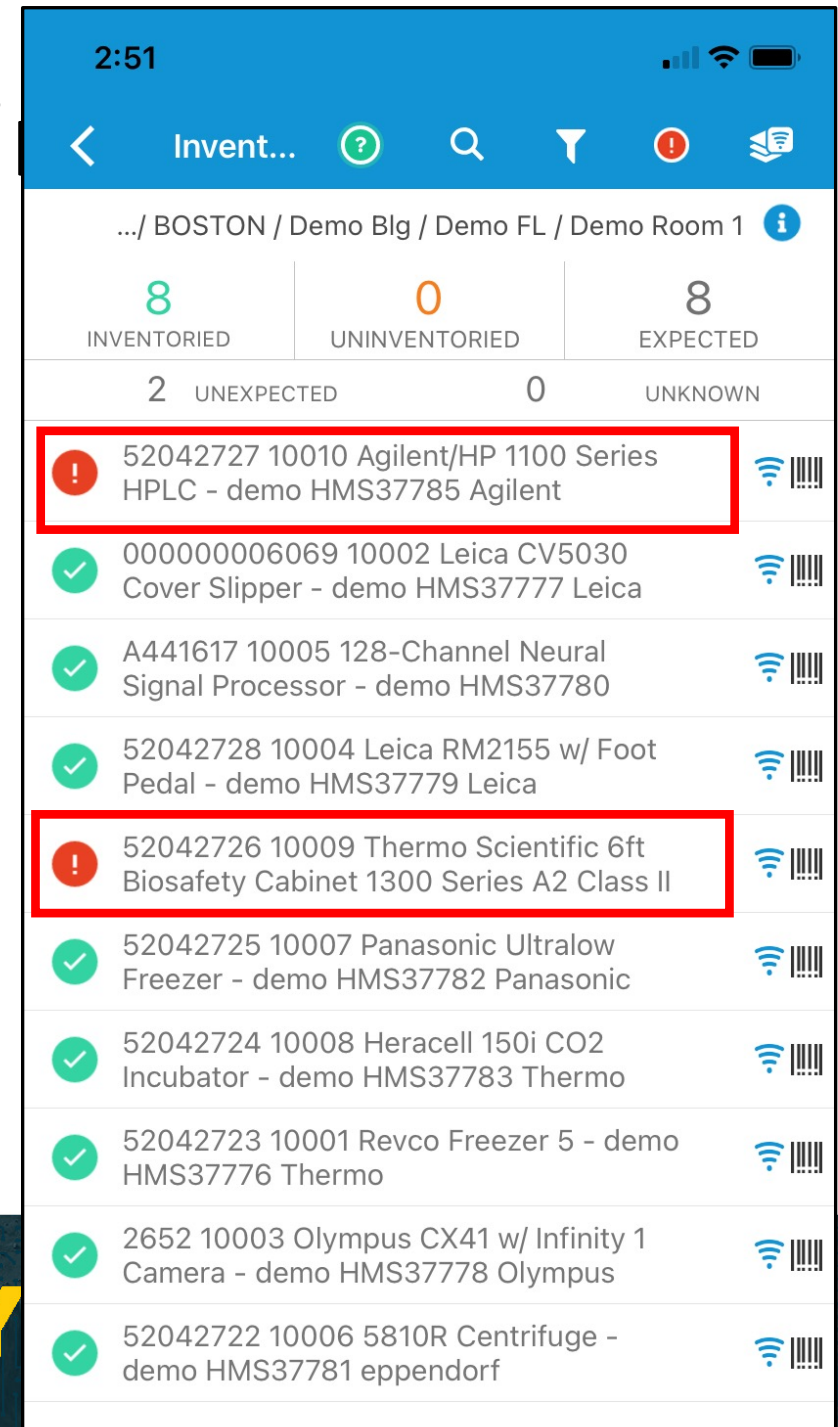 2:51
Invent...
.../ BOSTON / Demo Blg / Demo FL / Demo Room 1
8 0 8
INVENTORIED UNINVENTORIED EXPECTED
2 UNEXPECTED 0 UNKNOWN
52042727 10010 Agilent/HP 1100 Series
HPLC - demo HMS37785 Agilent
000000006069 10002 Leica CV5030
Cover Slipper - demo HMS37777 Leica
A441617 10005 128-Channel Neural
Signal Processor - demo HMS37780
52042728 10004 Leica RM2155 w/ Foot
Pedal - demo HMS37779 Leica
52042726 10009 Thermo Scientific 6ft
Biosafety Cabinet 1300 Series A2 Class II
52042725 10007 Panasonic Ultralow
Freezer - demo HMS37782 Panasonic
52042724 10008 Heracell 150i CO2
Incubator - demo HMS37783 Thermo
52042723 10001 Revco Freezer 5 - demo
HMS37776 Thermo
2652 10003 Olympus CX41 w/ Infinity 1
Camera - demo HMS37778 Olympus
52042722 10006 5810R Centrifuge -
demo HMS37781 eppendorf